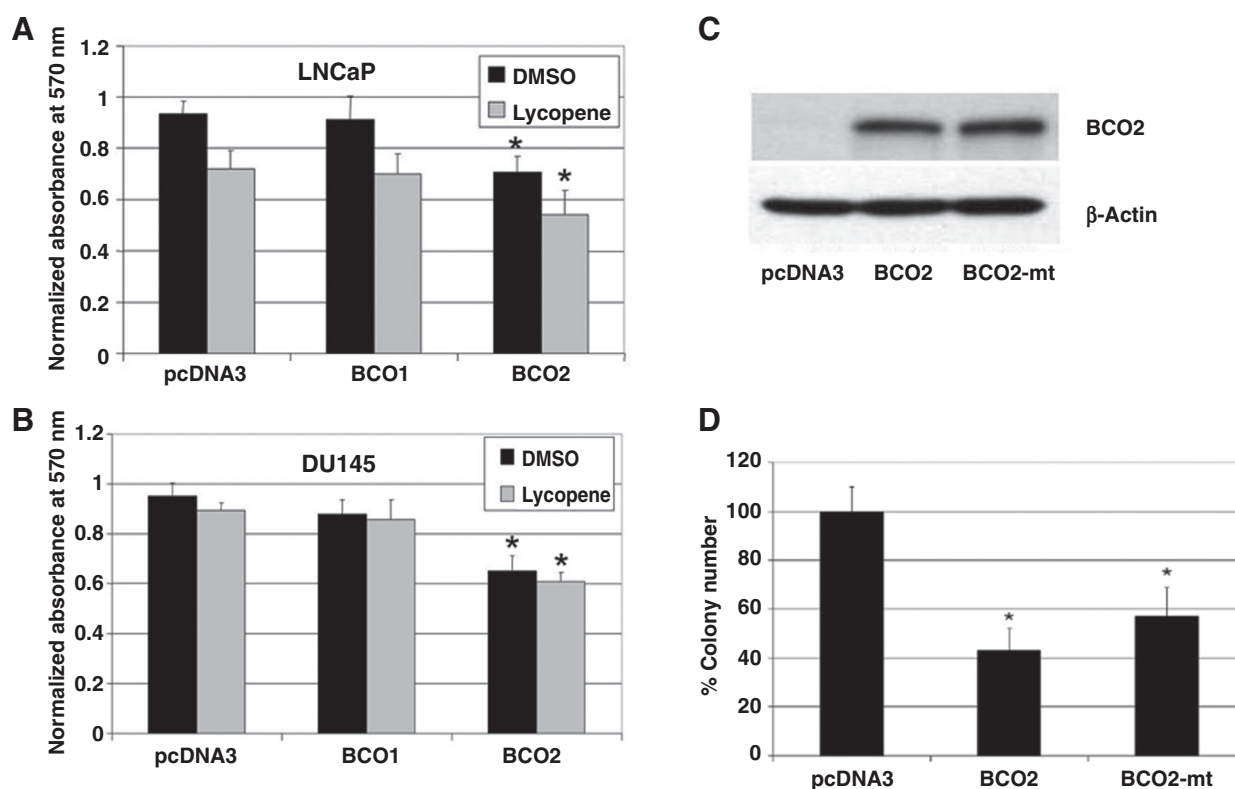 A
Normalized absorbance at 570 nm
1.2
1
0.8
0.6
0.4
0.2
0
LNCaP
DMSO
Lycopene
*
*
pcDNA3 BCO1 BCO2
B
Normalized absorbance at 570 nm
1.2
1
0.8
0.6
0.4
0.2
0
DU145
DMSO
Lycopene
*
*
pcDNA3 BCO1 BCO2
C
BCO2
β-Actin
pcDNA3 BCO2 BCO2-mt
D
% Colony number
120
100
80
60
40
20
0
*
*
pcDNA3 BCO2 BCO2-mt